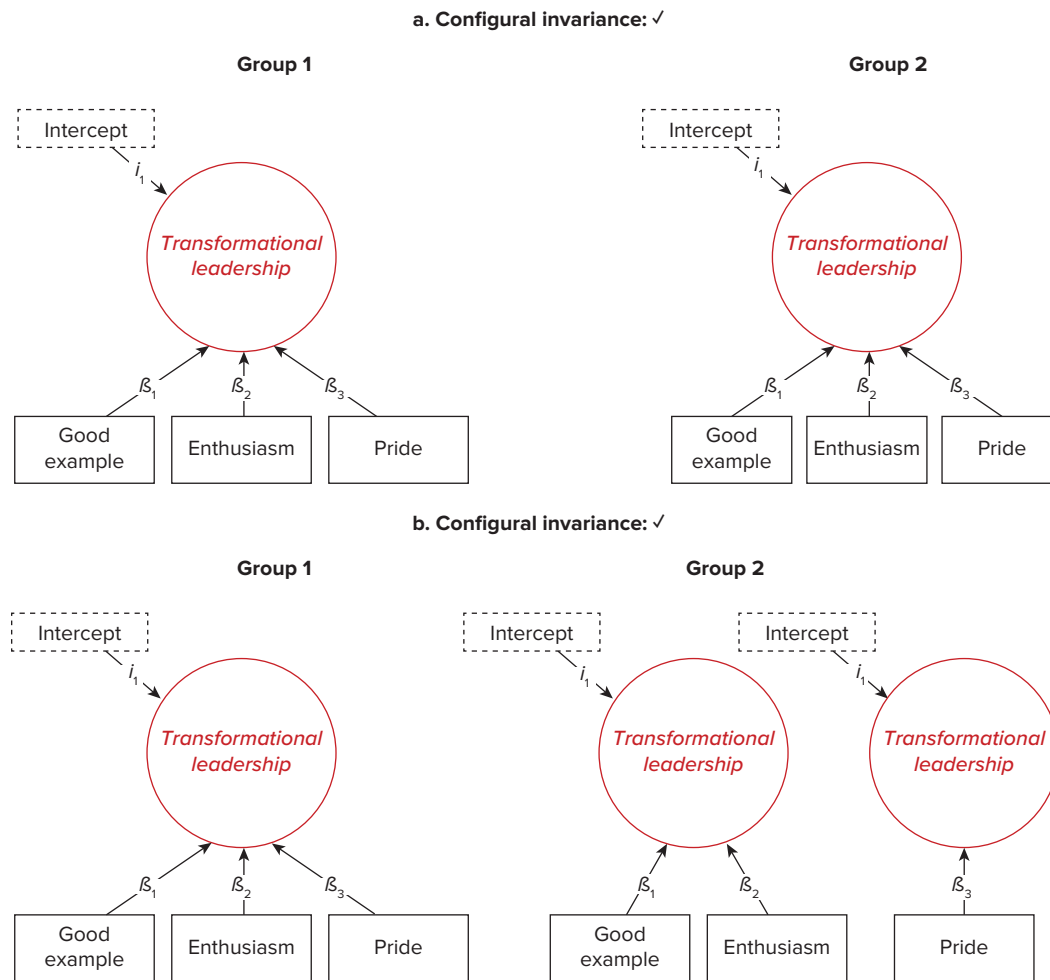 a. Configural invariance: ✓
Group 1
Group 2
Intercept
Intercept
i₁
i₁
Transformational
leadership
Transformational
leadership
ß₁
ß₂
ß₃
ß₁
ß₂
ß₃
Good
example
Enthusiasm
Pride
Good
example
Enthusiasm
Pride
b. Configural invariance: ✓
Group 1
Group 2
Intercept
Intercept
Intercept
i₁
i₁
i₁
Transformational
leadership
Transformational
leadership
Transformational
leadership
ß₁
ß₂
ß₃
ß₁
ß₂
ß₃
Good
example
Enthusiasm
Pride
Good
example
Enthusiasm
Pride